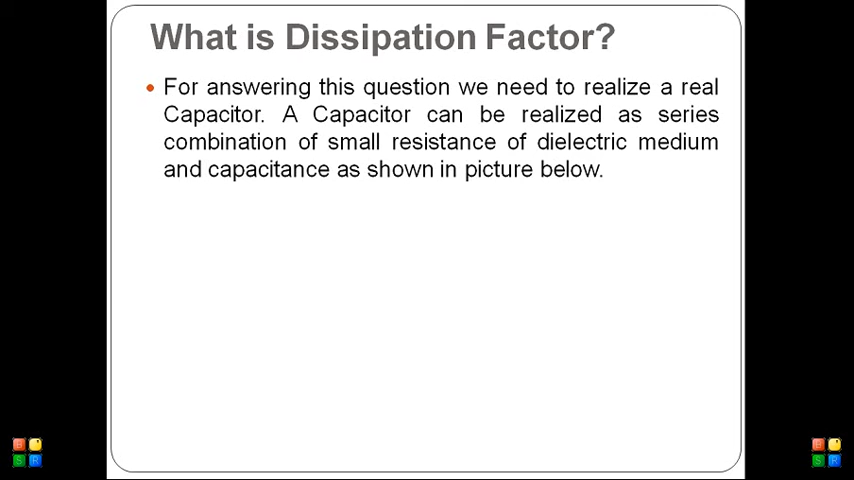 What is Dissipation Factor?
• For answering this question we need to realize a real
Capacitor. A Capacitor can be realized as series
combination of small resistance of dielectric medium
and capacitance as shown in picture below.